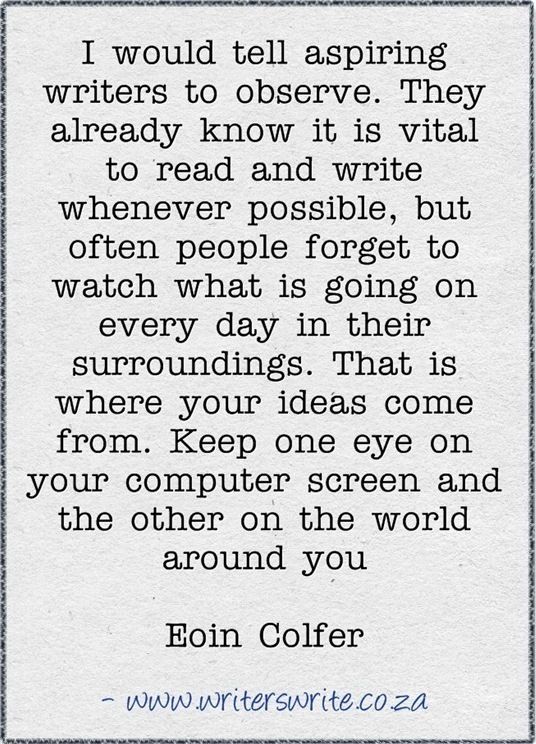 I would tell aspiring
writers to observe. They
already know it is vital
to read and write
whenever possible, but
often people forget to
watch what is going on
every day in their
surroundings. That is
where your ideas come
from. Keep one eye on
your computer screen and
the other on the world
around you
Eoin Colfer
- www.writerswrite.co.za